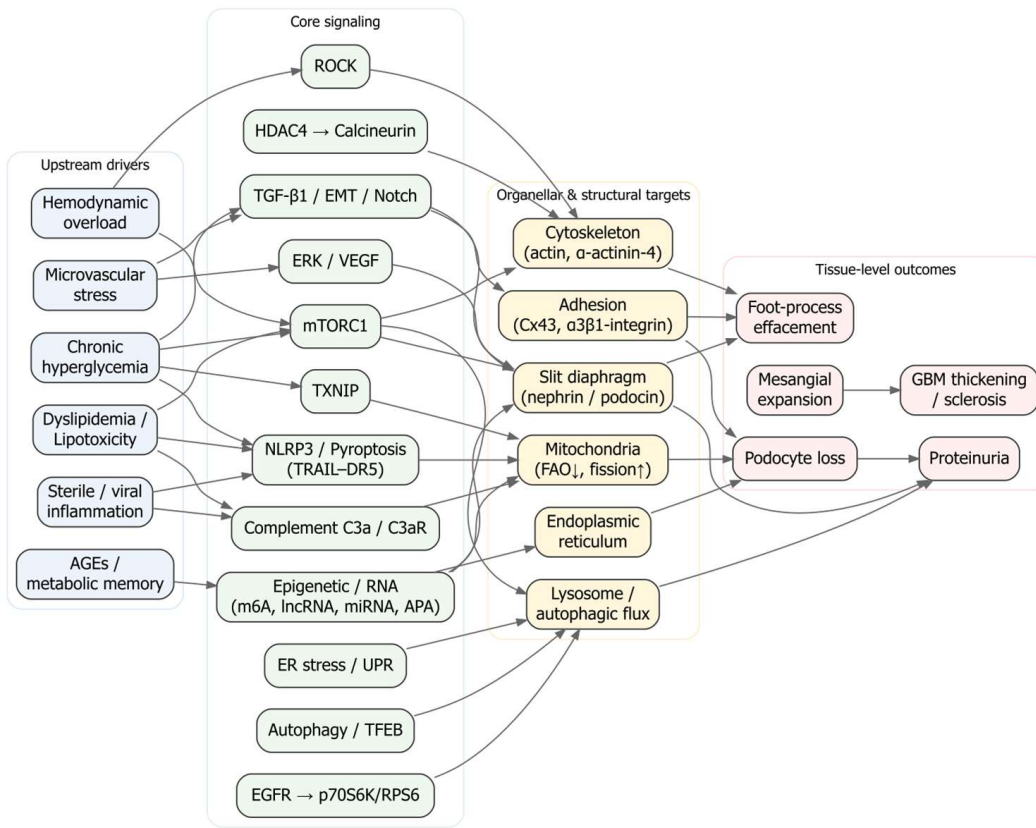 Core signaling
ROCK
HDAC4 → Calcineurin
TGF-β1 / EMT / Notch
ERK / VEGF
mTORC1
TXNIP
NLRP3 / Pyroptosis
(TRAIL–DR5)
Complement C3a / C3aR
Epigenetic / RNA
(m6A, lncRNA, miRNA, APA)
ER stress / UPR
Autophagy / TFEB
EGFR → p70S6K/RPS6
Upstream drivers
Hemodynamic
overload
Microvascular
stress
Chronic
hyperglycemia
Dyslipidemia /
Lipotoxicity
Sterile / viral
inflammation
AGEs /
metabolic memory
Organellar & structural targets
Cytoskeleton
(actin, α-actinin-4)
Adhesion
(Cx43, α3β1-integrin)
Slit diaphragm
(nephrin / podocin)
Mitochondria
(FAO↓, fission↑)
Endoplasmic
reticulum
Lysosome /
autophagic flux
Tissue-level outcomes
Foot-process
effacement
Mesangial
expansion
GBM thickening
/ sclerosis
Podocyte loss
Proteinuria